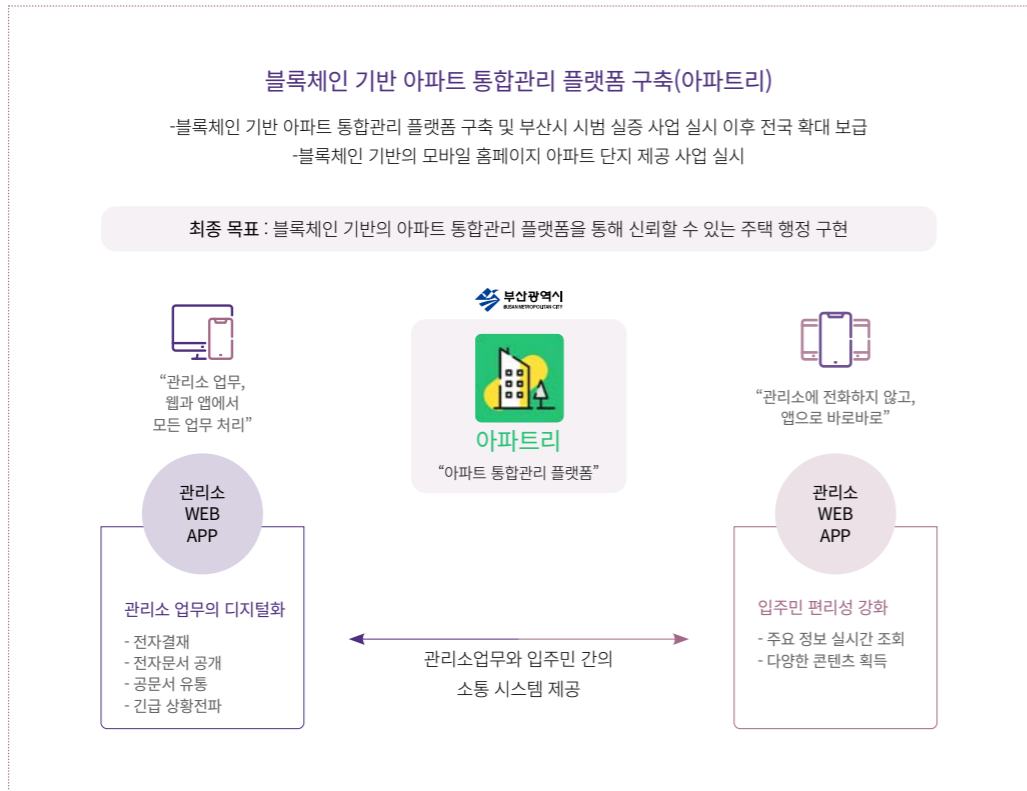 블록체인 기반 아파트 통합관리 플랫폼 구축(아파트리)
-블록체인 기반 아파트 통합관리 플랫폼 구축 및 부산시 시범 실증 사업 실시 이후 전국 확대 보급
-블록체인 기반의 모바일 홈페이지 아파트 단지 제공 사업 실시
최종 목표 : 블록체인 기반의 아파트 통합관리 플랫폼을 통해 신뢰할 수 있는 주택 행정 구현
부산광역시
BUSAN METROPOLITAN CITY
아파트리
“아파트 통합관리 플랫폼”
“관리소 업무,
웹과 앱에서
모든 업무 처리”
관리소
WEB
APP
관리소 업무의 디지털화
- 전자결재
- 전자문서 공개
- 공문서 유통
- 긴급 상황전파
관리소업무와 입주민 간의
소통 시스템 제공
“관리소에 전화하지 않고,
앱으로 바로바로”
관리소
WEB
APP
입주민 편리성 강화
- 주요 정보 실시간 조회
- 다양한 콘텐츠 획득